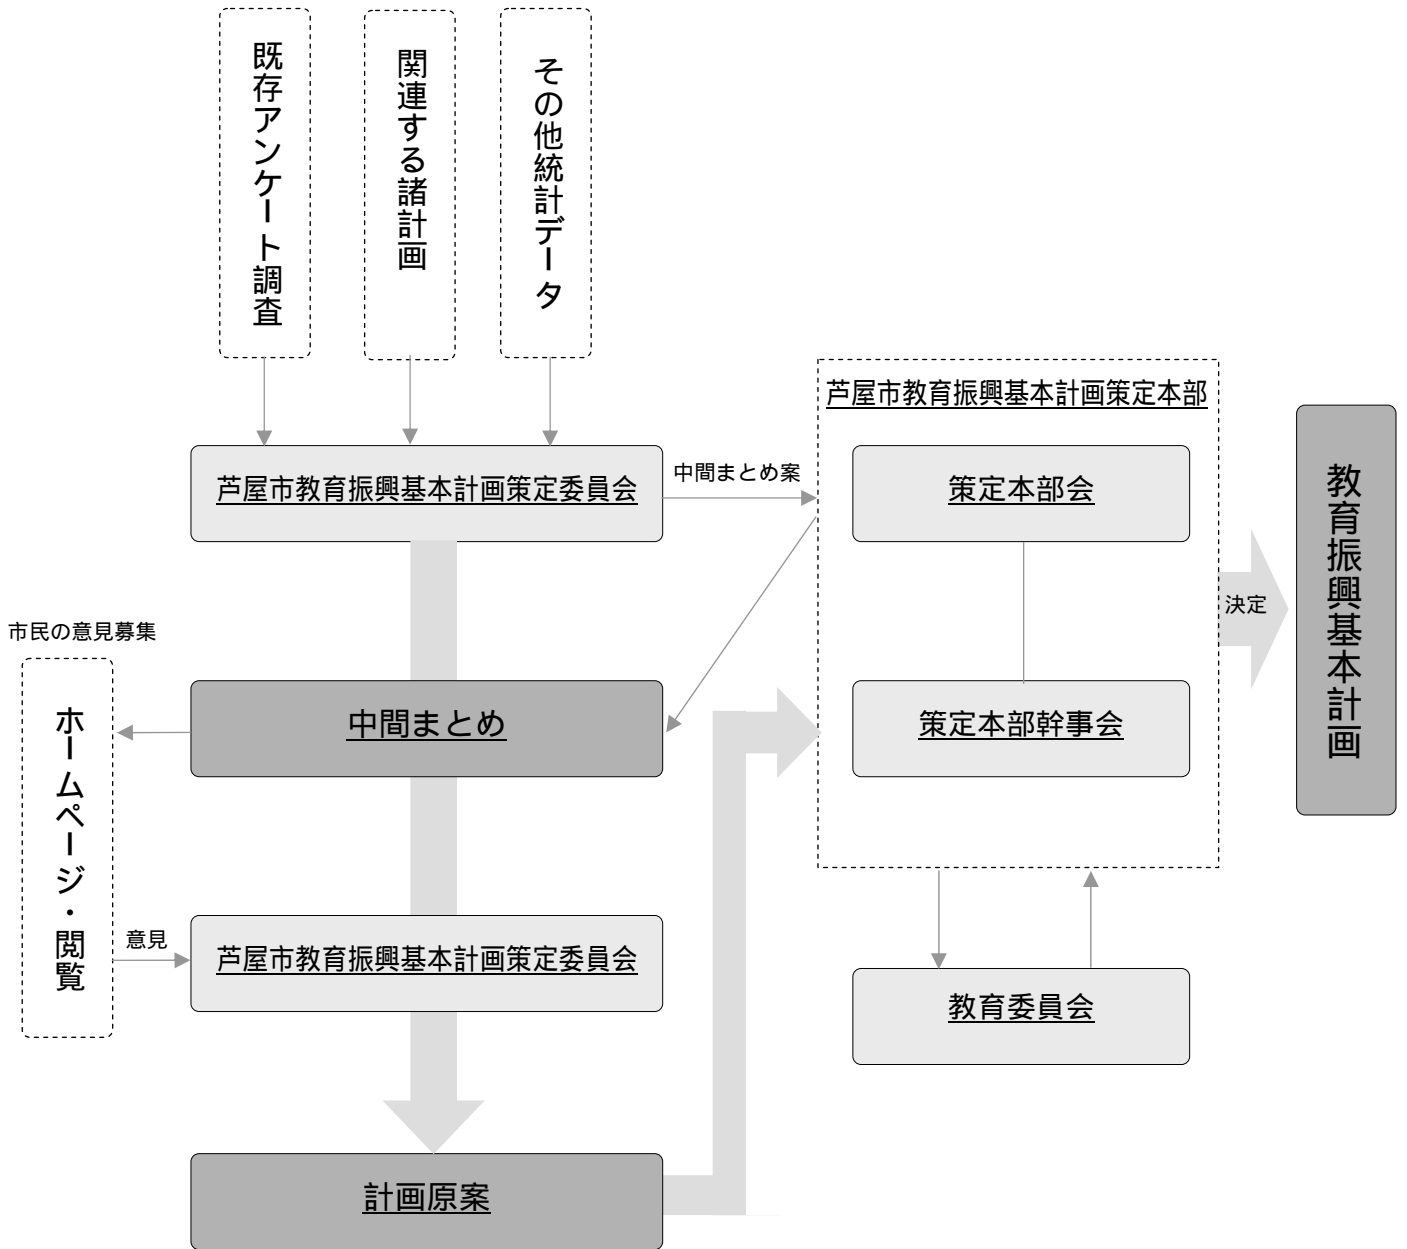 既存アンケート調査
関連する諸計画
その他統計データ
芦屋市教育振興基本計画策定本部
芦屋市教育振興基本計画策定委員会
中間まとめ案
策定本部会
教育振興基本計画
決定
市民の意見募集
ホームページ・閲覧
中間まとめ
策定本部幹事会
意見
芦屋市教育振興基本計画策定委員会
教育委員会
計画原案